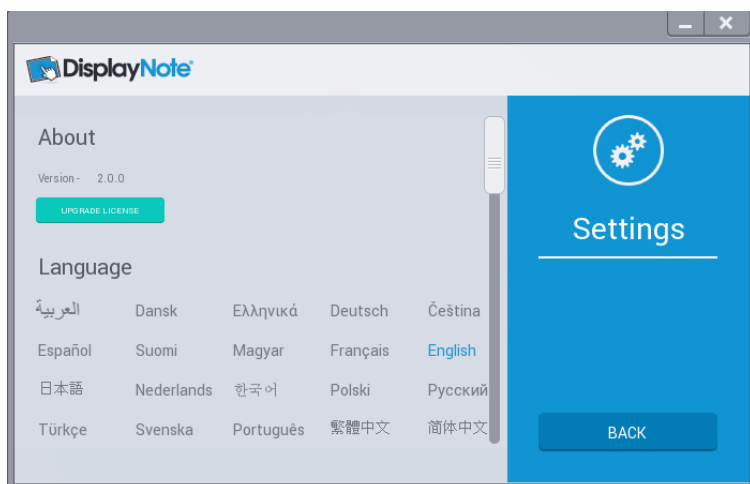 DisplayNote
About
Version - 2.0.0
UPGRADE LICENSE
Language
العربية Dansk Ελληνικά Deutsch Čeština
Español Suomi Magyar Français English
日本語 Nederlands 한국어 Polski Русский
Türkçe Svenska Português 繁體中文 简体中文
Settings
BACK